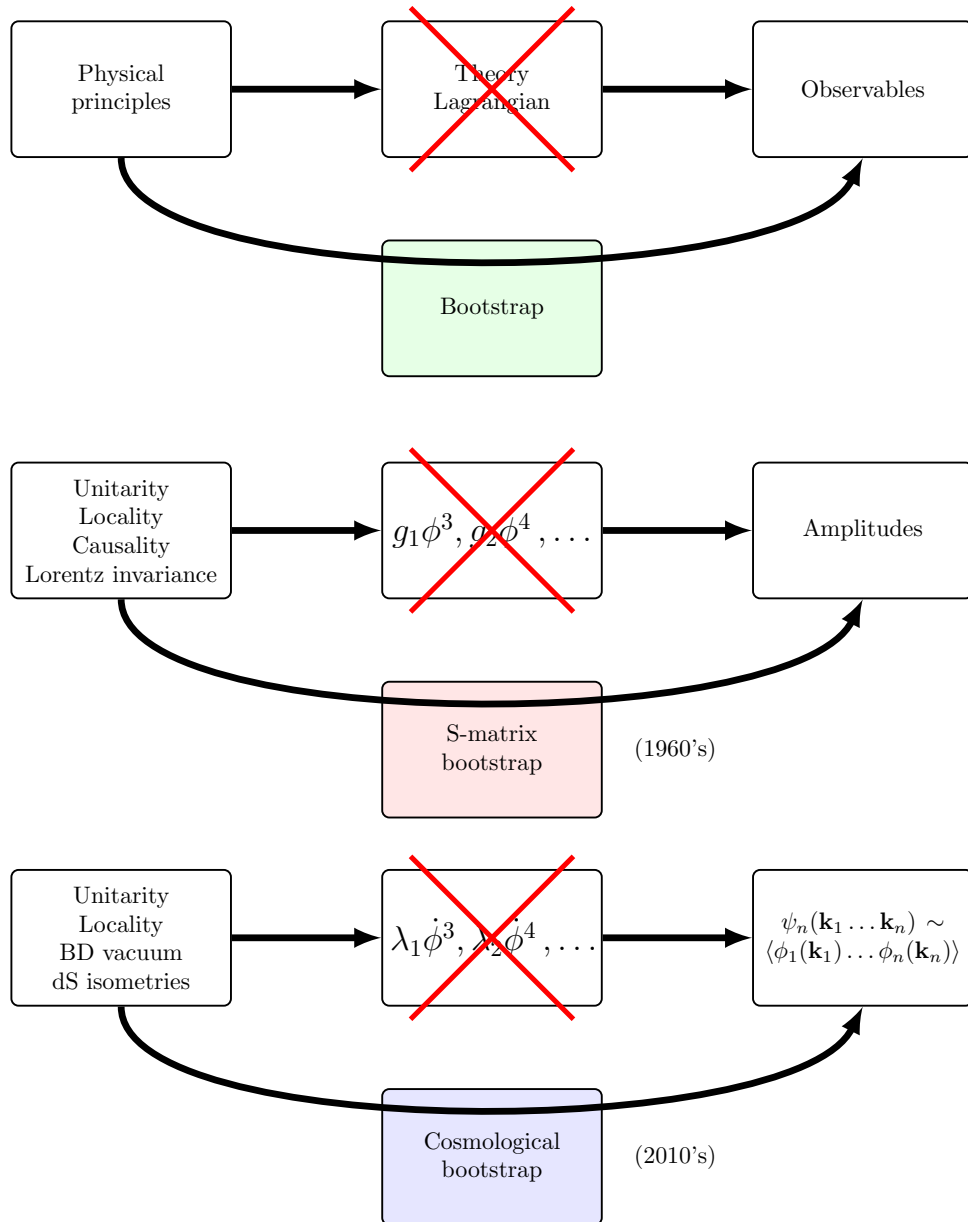 Physical
principles
Theory
Lagrangian
Observables
Bootstrap
Unitarity
Locality
Causality
Lorentz invariance
g₁ϕ³, g₂ϕ⁴, …
Amplitudes
S-matrix
bootstrap
(1960's)
Unitarity
Locality
BD vacuum
dS isometries
λ₁ϕ̇³, λ₂ϕ̇⁴, …
ψₙ(𝐤₁ … 𝐤ₙ) ∼
⟨ϕ₁(𝐤₁) … ϕₙ(𝐤ₙ)⟩
Cosmological
bootstrap
(2010's)